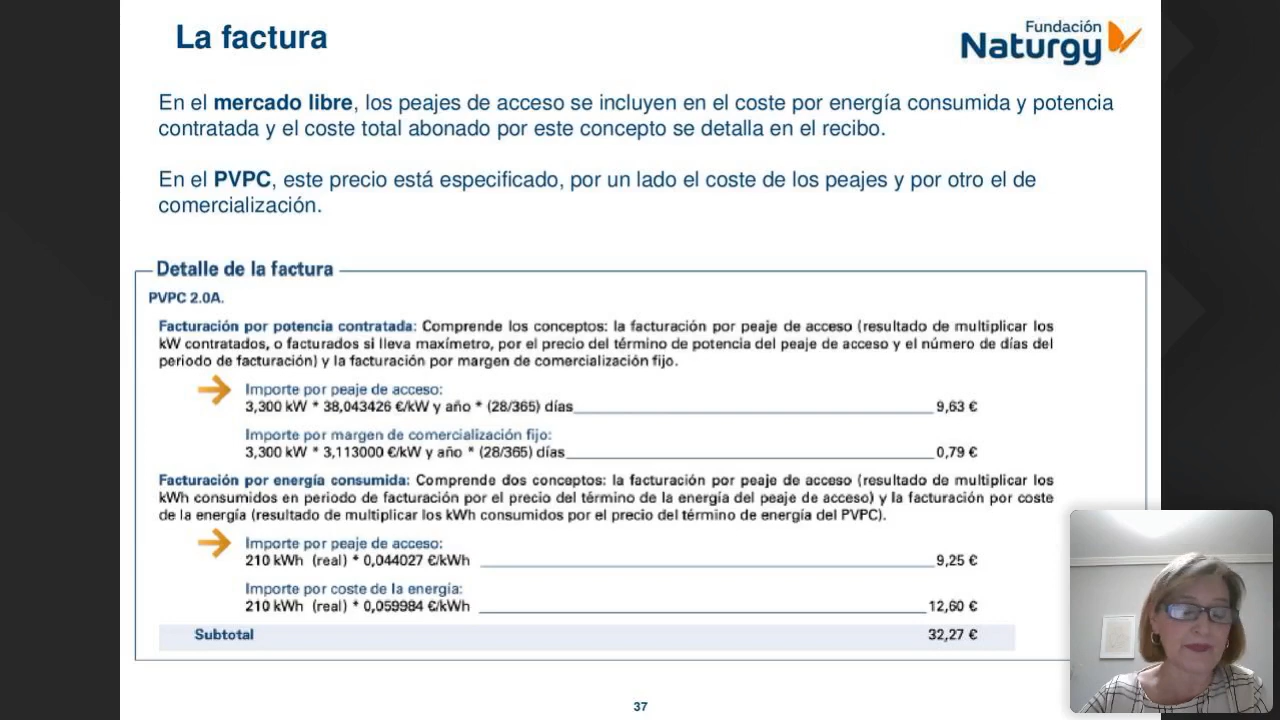 La factura
Fundación
Naturgy
En el mercado libre, los peajes de acceso se incluyen en el coste por energía consumida y potencia
contratada y el coste total abonado por este concepto se detalla en el recibo.
En el PVPC, este precio está especificado, por un lado el coste de los peajes y por otro el de
comercialización.
Detalle de la factura
PVPC 2.0A.
Facturación por potencia contratada: Comprende los conceptos: la facturación por peaje de acceso (resultado de multiplicar los
kW contratados, o facturados si lleva maxímetro, por el precio del término de potencia del peaje de acceso y el número de días del
periodo de facturación) y la facturación por margen de comercialización fijo.
Importe por peaje de acceso:
3,300 kW * 38,043426 €/kW y año * (28/365) días 9,63 €
Importe por margen de comercialización fijo:
3,300 kW * 3,113000 €/kW y año * (28/365) días 0,79 €
Facturación por energía consumida: Comprende dos conceptos: la facturación por peaje de acceso (resultado de multiplicar los
kWh consumidos en periodo de facturación por el precio del término de la energía del peaje de acceso) y la facturación por coste
de la energía (resultado de multiplicar los kWh consumidos por el precio del término de energía del PVPC).
Importe por peaje de acceso:
210 kWh (real) * 0,044027 €/kWh 9,25 €
Importe por coste de la energía:
210 kWh (real) * 0,059984 €/kWh 12,60 €
Subtotal 32,27 €
37